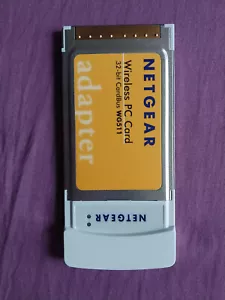 NETGEAR
Wireless PC Card
32-bit CardBus WG511
adapter
NETGEAR